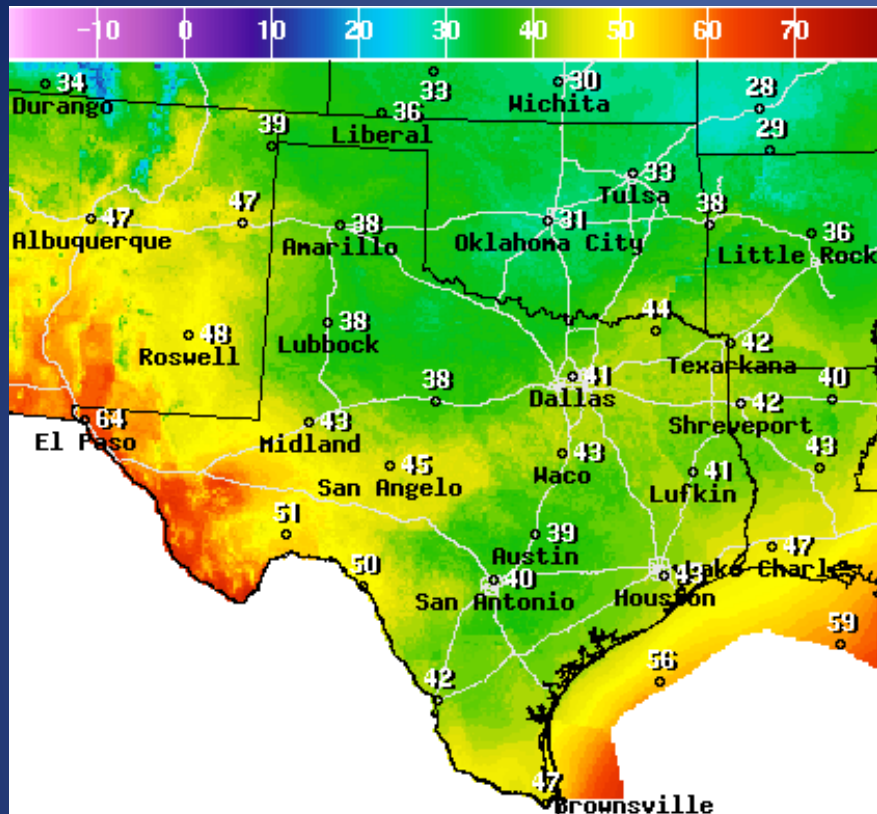 -10 0 10 20 30 40 50 60 70
34
Durango
33
30
Wichita
28
36
Liberal
39
29
33
Tulsa
47
Albuquerque
47
38
Amarillo
31
Oklahoma City
38
36
Little Rock
48
Roswell
38
Lubbock
44
42
Texarkana
41
Dallas
38
42
Shreveport
40
64
El Paso
43
Midland
45
San Angelo
43
Waco
41
Lufkin
43
51
39
Austin
47
Lake Charles
50
40
San Antonio
43
Houston
59
56
42
47
Brownsville